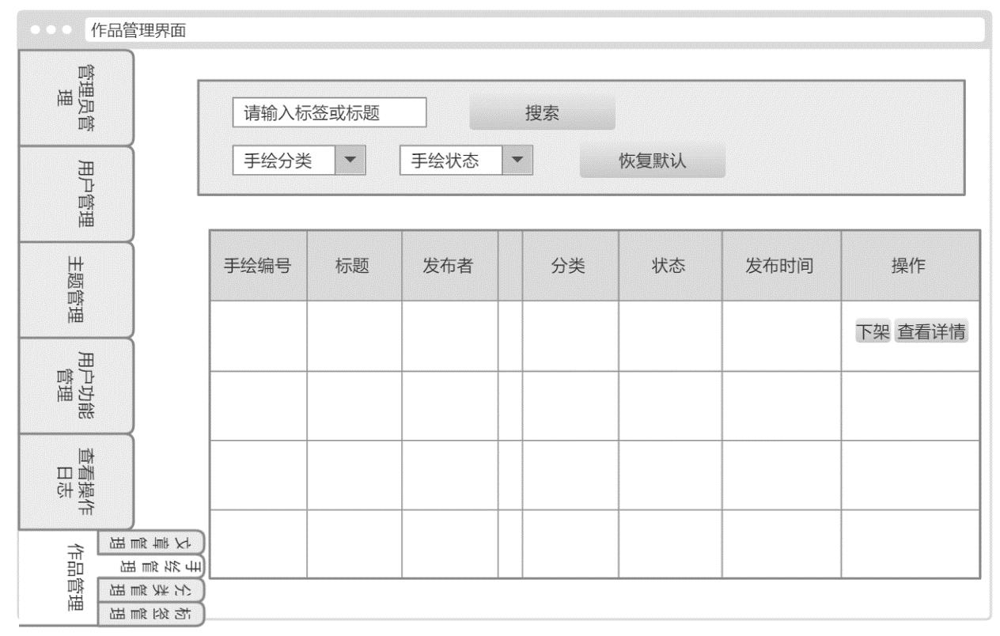 作品管理界面
管理员管
理
用户管理
主题管理
用户功能
管理
查看操作
日志
作品管理
文章管理
手绘管理
分类管理
标签管理
请输入标签或标题
搜索
手绘分类
手绘状态
恢复默认
手绘编号 标题 发布者 分类 状态 发布时间 操作
下架 查看详情